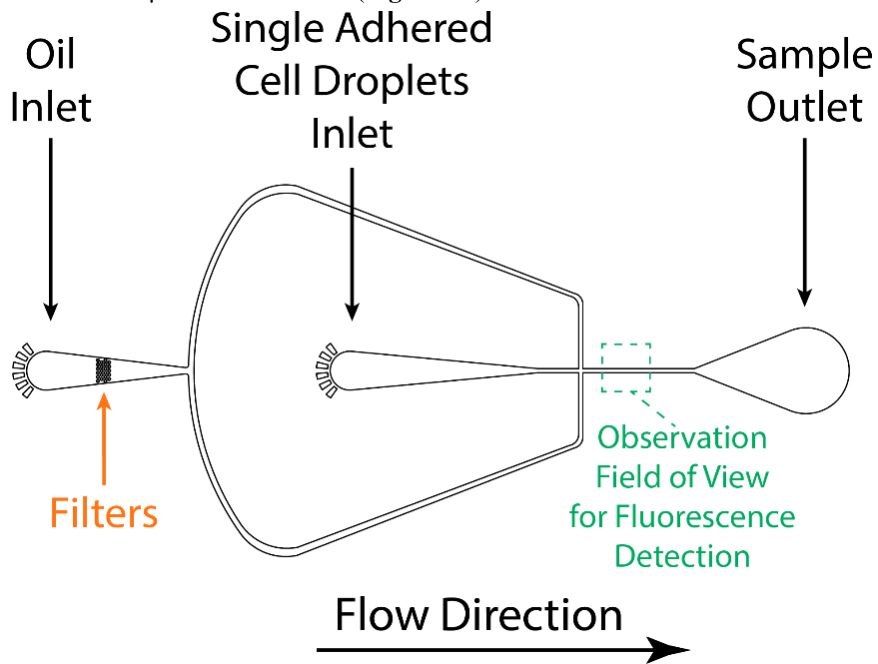 Oil
Inlet
Single Adhered
Cell Droplets
Inlet
Sample
Outlet
Filters
Observation
Field of View
for Fluorescence
Detection
Flow Direction